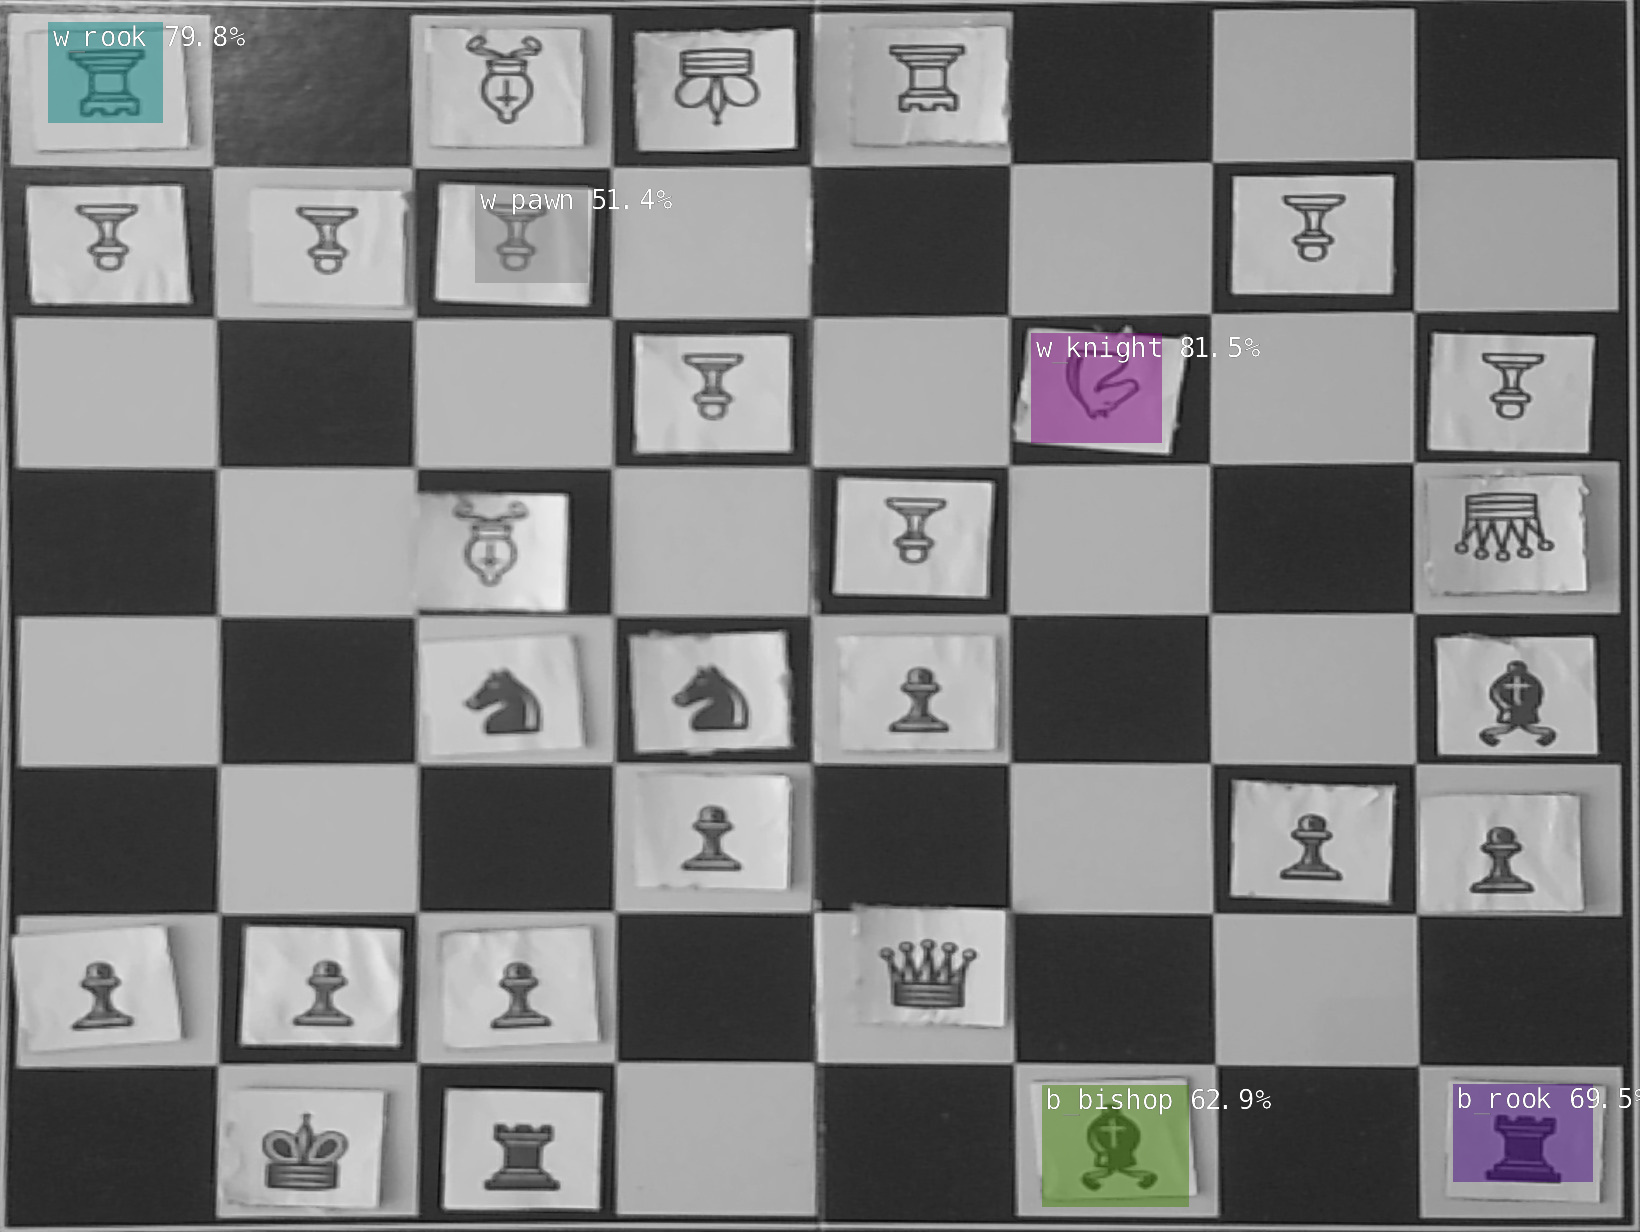 w_rook 79.8%
w_pawn 51.4%
w_knight 81.5%
b_bishop 62.9%
b_rook 69.5%